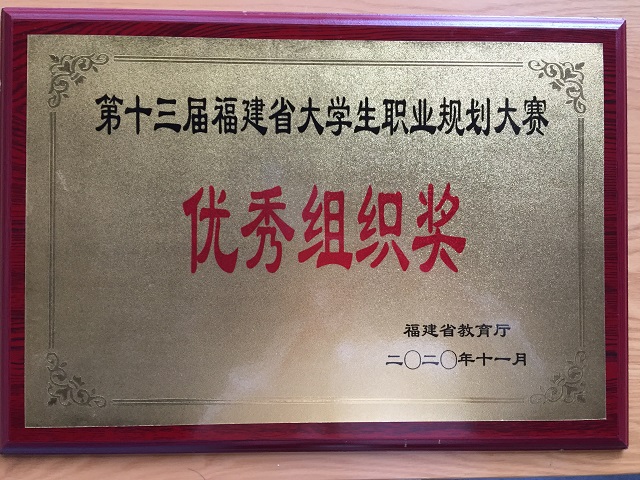 第十三届福建省大学生职业规划大赛
优秀组织奖
福建省教育厅
二〇二〇年十一月